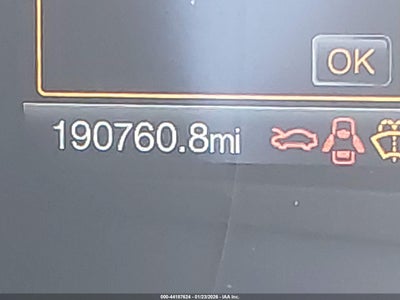 OK
190760.8mi
000-44187624 - 01/23/2026 - IAA Inc.